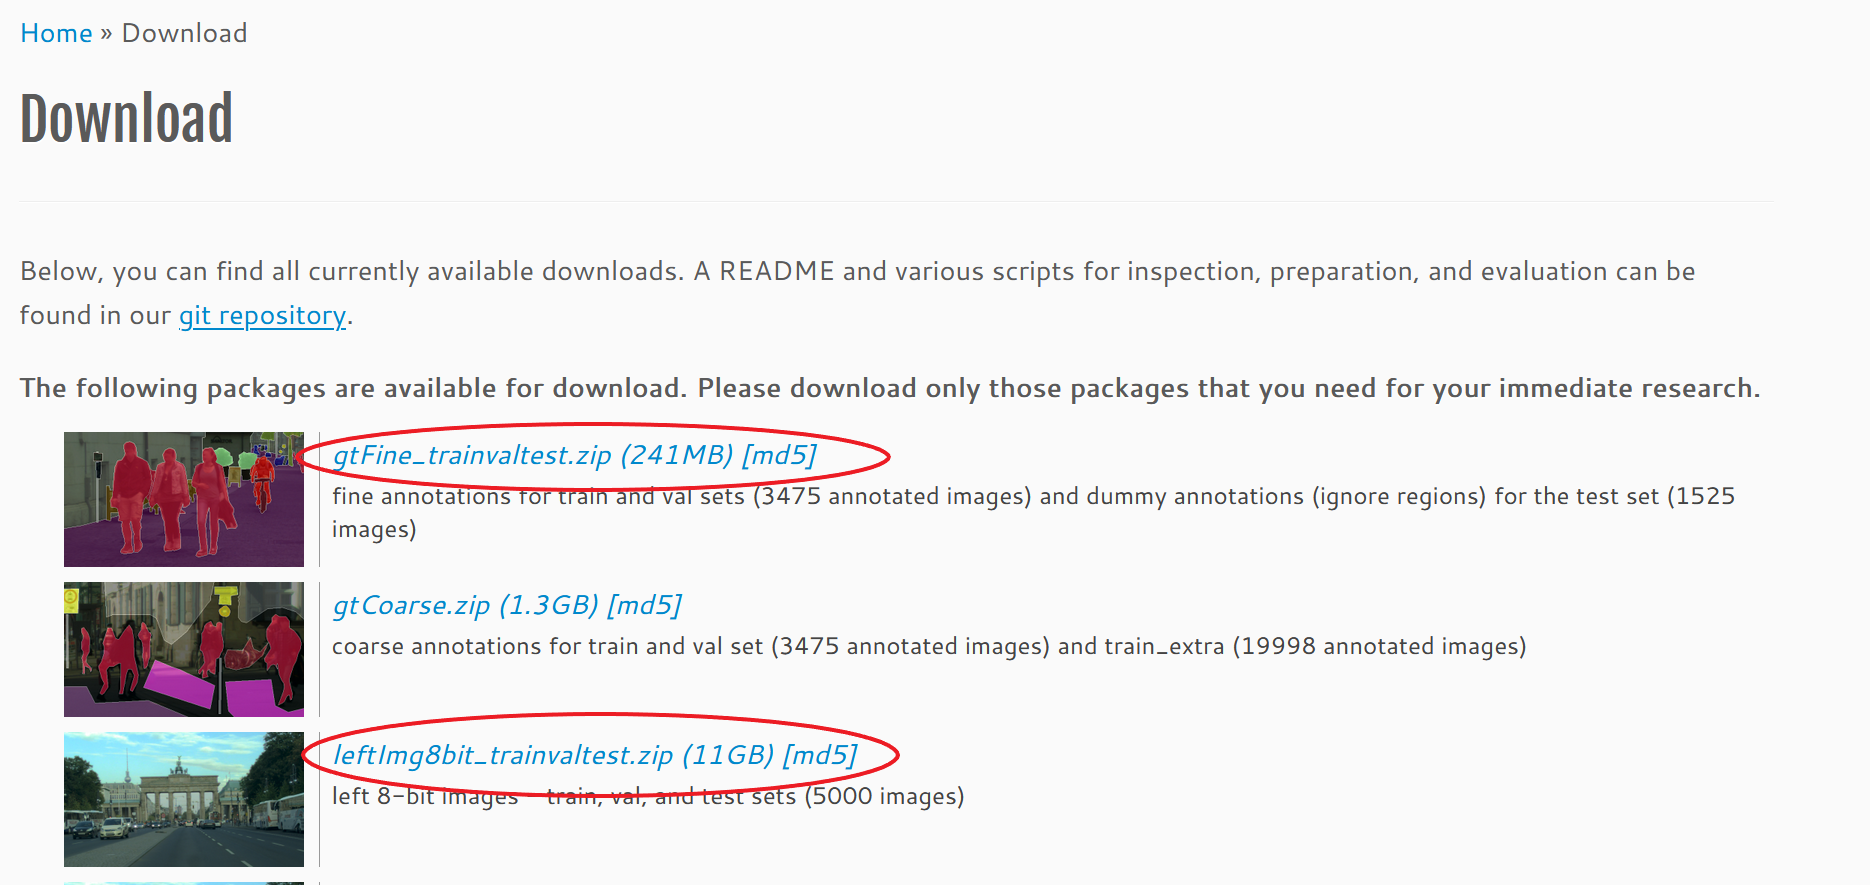 Home » Download
Download
Below, you can find all currently available downloads. A README and various scripts for inspection, preparation, and evaluation can be
found in our git repository.
The following packages are available for download. Please download only those packages that you need for your immediate research.
gtFine_trainvaltest.zip (241MB) [md5]
fine annotations for train and val sets (3475 annotated images) and dummy annotations (ignore regions) for the test set (1525
images)
gtCoarse.zip (1.3GB) [md5]
coarse annotations for train and val set (3475 annotated images) and train_extra (19998 annotated images)
leftImg8bit_trainvaltest.zip (11GB) [md5]
left 8-bit images – train, val, and test sets (5000 images)